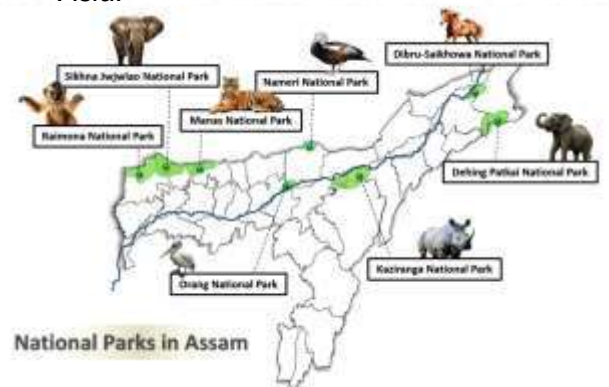 Dibru-Saikhowa National Park
Sikhna Jwjwlao National Park
Nameri National Park
Manas National Park
Raimona National Park
Dehing Patkai National Park
Kaziranga National Park
Orang National Park
National Parks in Assam